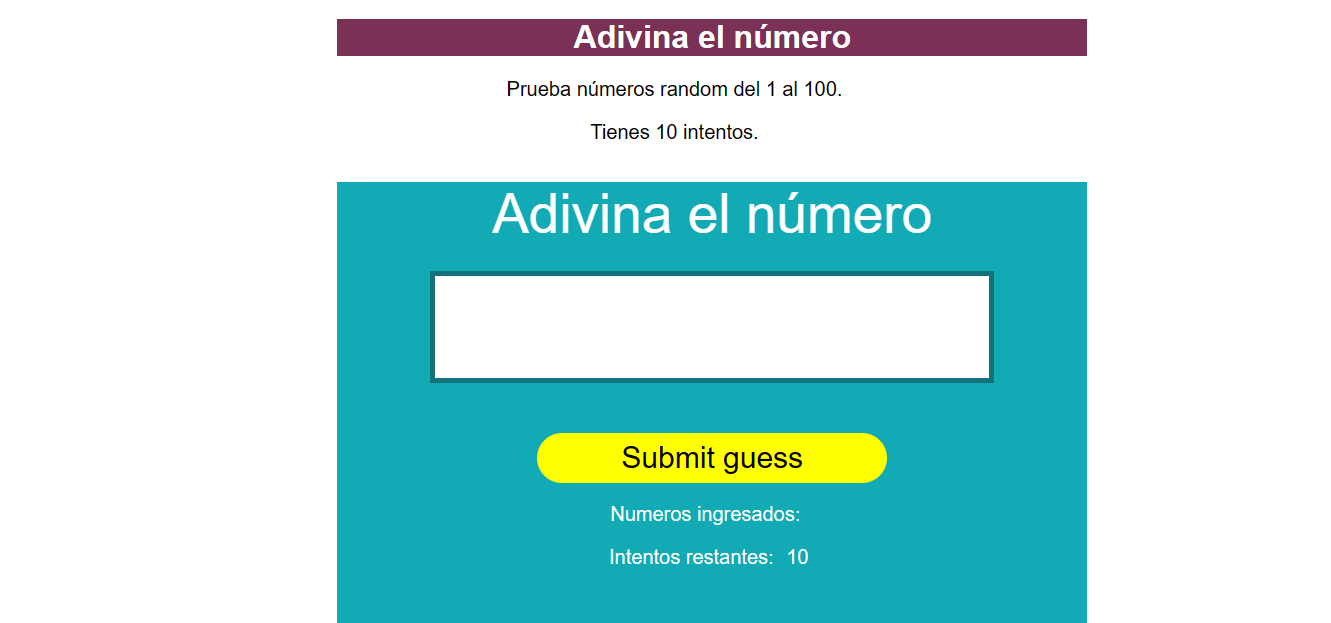 Adivina el número
Prueba números random del 1 al 100.
Tienes 10 intentos.
Adivina el número
Submit guess
Numeros ingresados:
Intentos restantes: 10